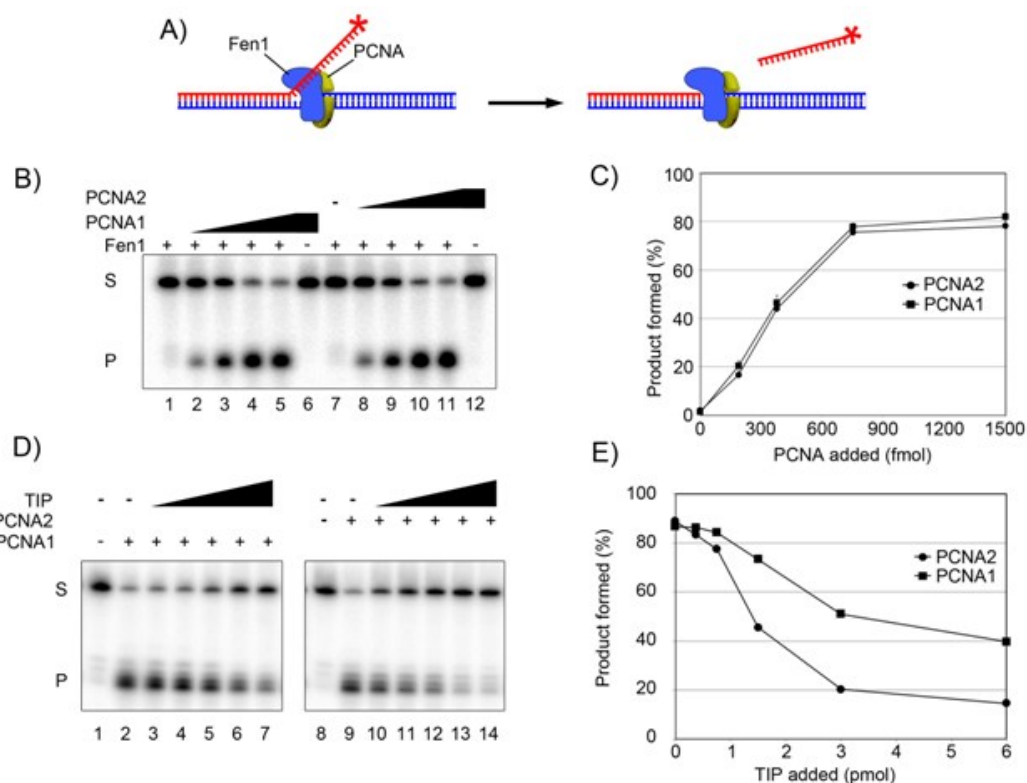 A)
Fen1
PCNA
B)
PCNA2 -
PCNA1
Fen1 + + + + + - + + + + + -
S
P
1 2 3 4 5 6 7 8 9 10 11 12
C)
100
80
60
40
20
0
Product formed (%)
PCNA2
PCNA1
0 300 600 900 1200 1500
PCNA added (fmol)
D)
TIP - - - -
PCNA2 - + + + + + +
PCNA1 - + + + + + +
S
P
1 2 3 4 5 6 7 8 9 10 11 12 13 14
E)
100
80
60
40
20
0
Product formed (%)
PCNA2
PCNA1
0 1 2 3 4 5 6
TIP added (pmol)